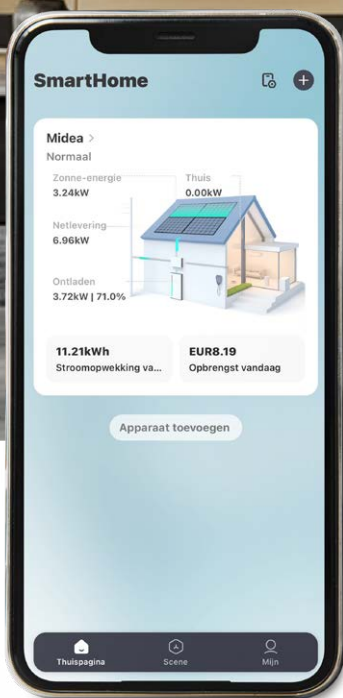 SmartHome
Midea >
Normaal
Zonne-energie
3.24kW
Thuis
0.00kW
Netlevering
6.96kW
Ontladen
3.72kW | 71.0%
11.21kWh
Stroomopwekking va...
EUR8.19
Opbrengst vandaag
Apparaat toevoegen
Thuispagina
Scene
Mijn